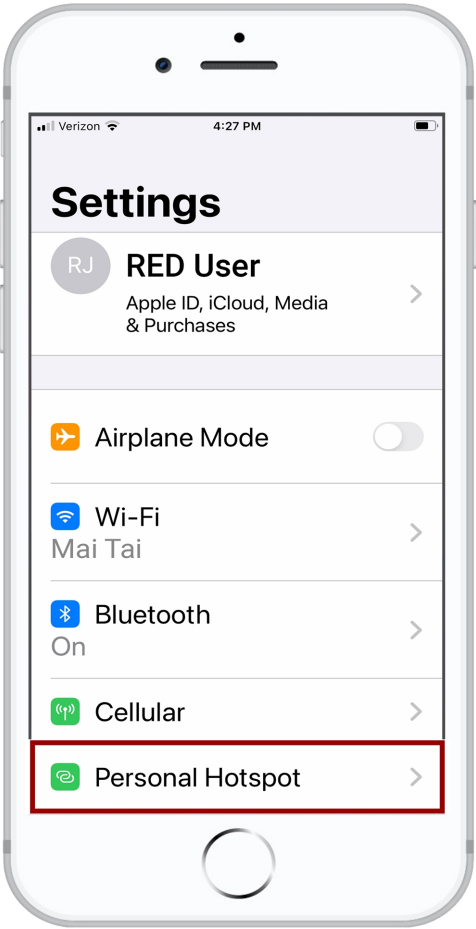 Verizon 4:27 PM
Settings
RJ
RED User
Apple ID, iCloud, Media
& Purchases
Airplane Mode
Wi-Fi
Mai Tai
Bluetooth
On
Cellular
Personal Hotspot